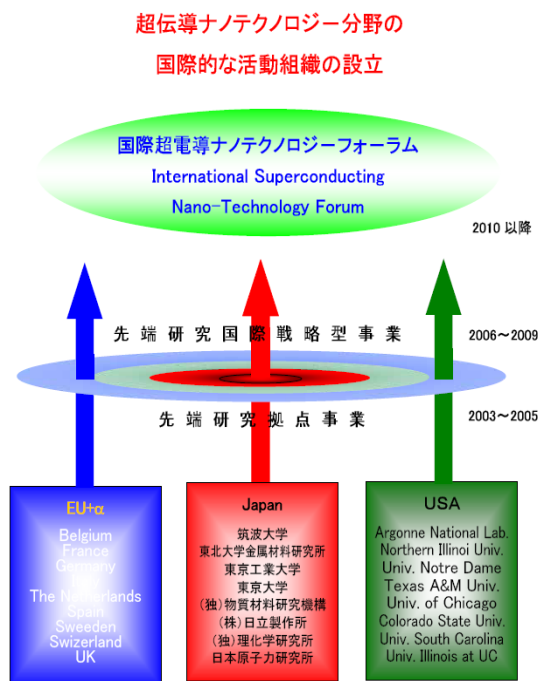 超伝導ナノテクノロジー分野の
国際的な活動組織の設立
国際超電導ナノテクノロジーフォーラム
International Superconducting
Nano-Technology Forum
2010 以降
先端研究国際戦略型事業
2006～2009
先端研究拠点事業
2003～2005
EU+α
Belgium
France
Germany
The Netherlands
Spain
Sweeden
Swizerland
UK
Japan
筑波大学
東北大学金属材料研究所
東京工業大学
東京大学
(独)物質材料研究機構
(株)日立製作所
(独)理化学研究所
日本原子力研究所
USA
Argonne National Lab.
Northern Illinoi Univ.
Univ. Notre Dame
Texas A&M Univ.
Univ. of Chicago
Colorado State Univ.
Univ. South Carolina
Univ. Illinois at UC